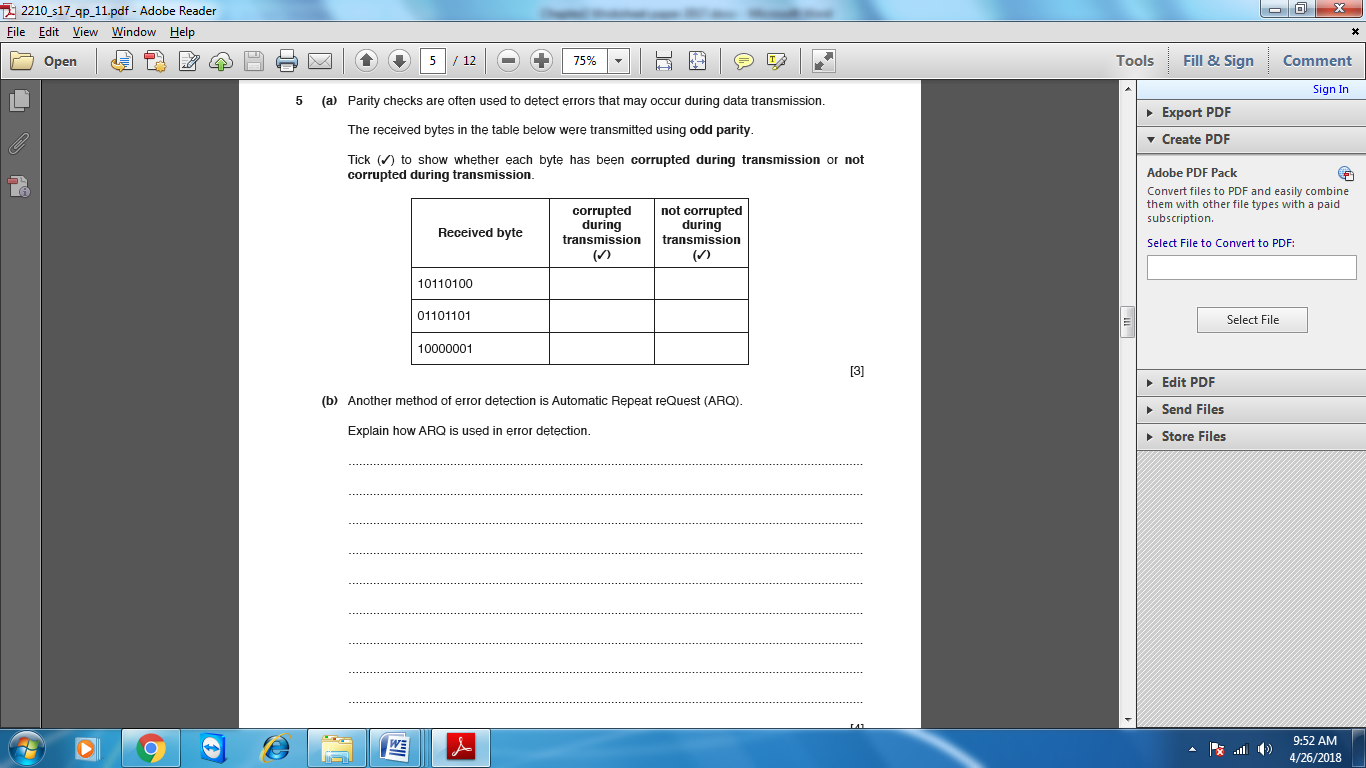 2210_s17_qp_11.pdf - Adobe Reader
File Edit View Window Help
Open 5 / 12 75% Tools Fill & Sign Comment
Sign In
Export PDF
Create PDF
Adobe PDF Pack
Convert files to PDF and easily combine
them with other file types with a paid
subscription.
Select File to Convert to PDF:
Select File
Edit PDF
Send Files
Store Files
5 (a) Parity checks are often used to detect errors that may occur during data transmission.
The received bytes in the table below were transmitted using odd parity.
Tick (✓) to show whether each byte has been corrupted during transmission or not
corrupted during transmission.
Received byte
corrupted
during
transmission
(✓)
not corrupted
during
transmission
(✓)
10110100
01101101
10000001
[3]
(b) Another method of error detection is Automatic Repeat reQuest (ARQ).
Explain how ARQ is used in error detection.
9:52 AM
4/26/2018